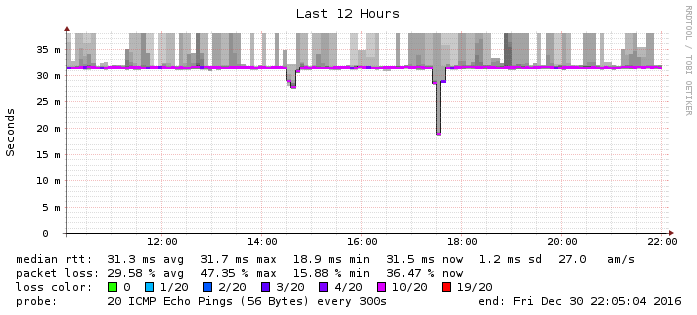 Last 12 Hours
RRDTOOL / TOBI OETIKER
Seconds
35 m
30 m
25 m
20 m
15 m
10 m
5 m
0
12:00 14:00 16:00 18:00 20:00 22:00
median rtt: 31.3 ms avg 31.7 ms max 18.9 ms min 31.5 ms now 1.2 ms sd 27.0 am/s
packet loss: 29.58 % avg 47.35 % max 15.88 % min 36.47 % now
loss color: 0 1/20 2/20 3/20 4/20 10/20 19/20
probe: 20 ICMP Echo Pings (56 Bytes) every 300s end: Fri Dec 30 22:05:04 2016